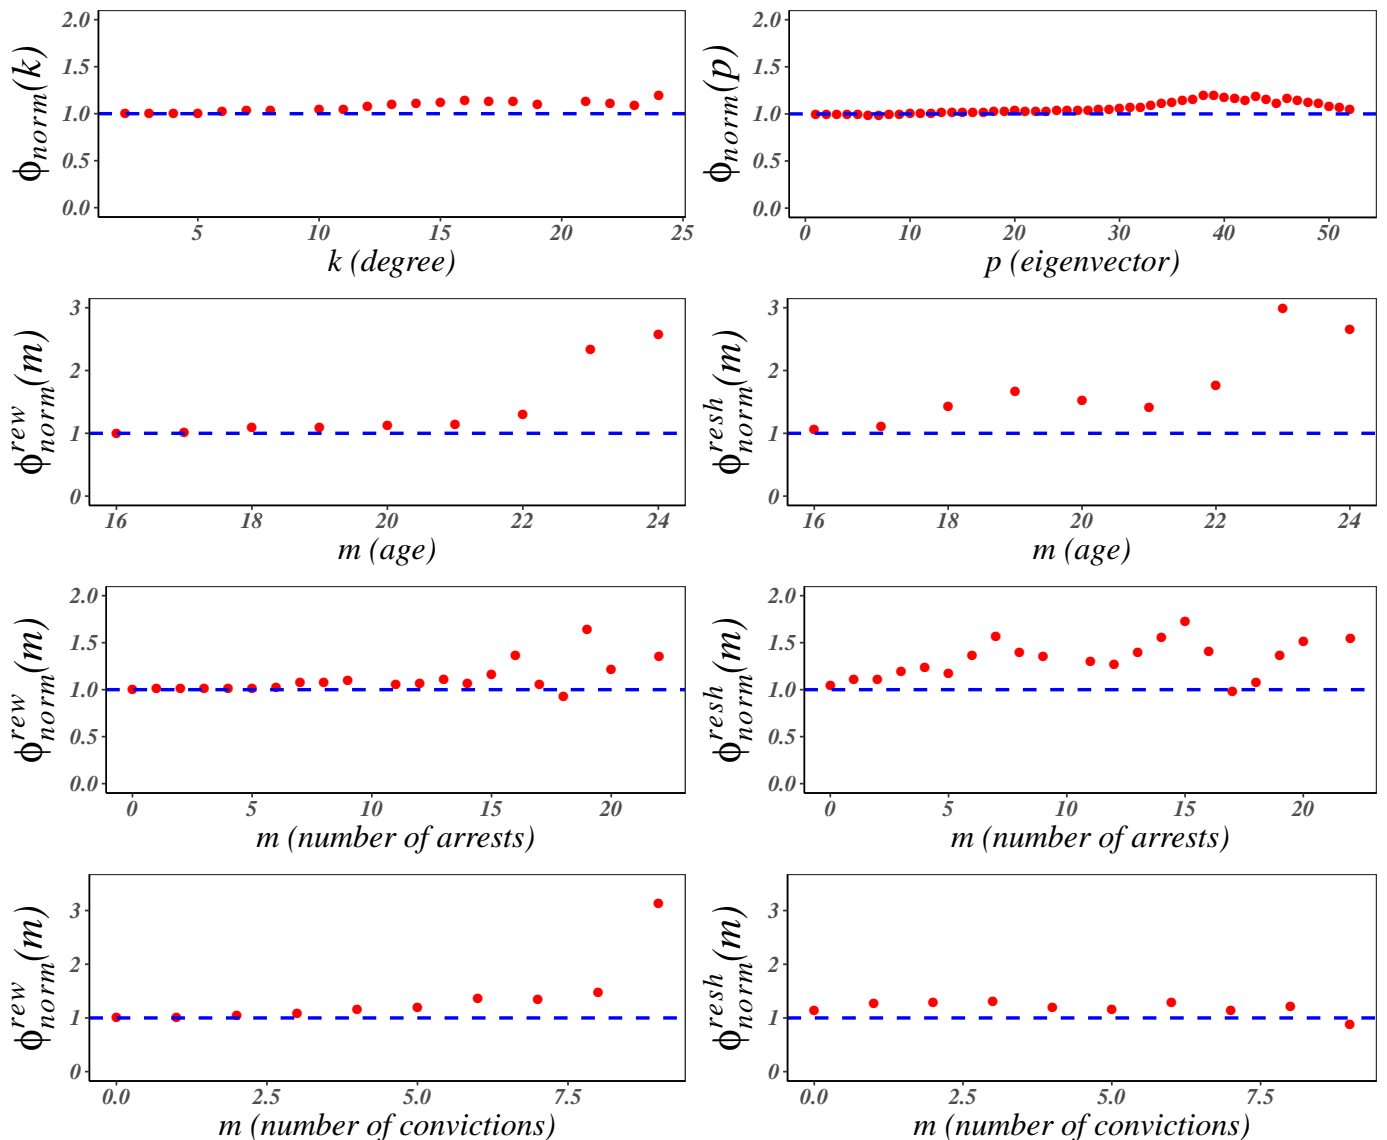 2.0
1.5
1.0
0.5
0.0
ϕnorm(k)
5 10 15 20 25
k (degree)
2.0
1.5
1.0
0.5
0.0
ϕnorm(p)
0 10 20 30 40 50
p (eigenvector)
3
2
1
0
ϕ^rew_norm(m)
16 18 20 22 24
m (age)
3
2
1
0
ϕ^resh_norm(m)
16 18 20 22 24
m (age)
2.0
1.5
1.0
0.5
0.0
ϕ^rew_norm(m)
0 5 10 15 20
m (number of arrests)
2.0
1.5
1.0
0.5
0.0
ϕ^resh_norm(m)
0 5 10 15 20
m (number of arrests)
3
2
1
0
ϕ^rew_norm(m)
0.0 2.5 5.0 7.5
m (number of convictions)
3
2
1
0
ϕ^resh_norm(m)
0.0 2.5 5.0 7.5
m (number of convictions)